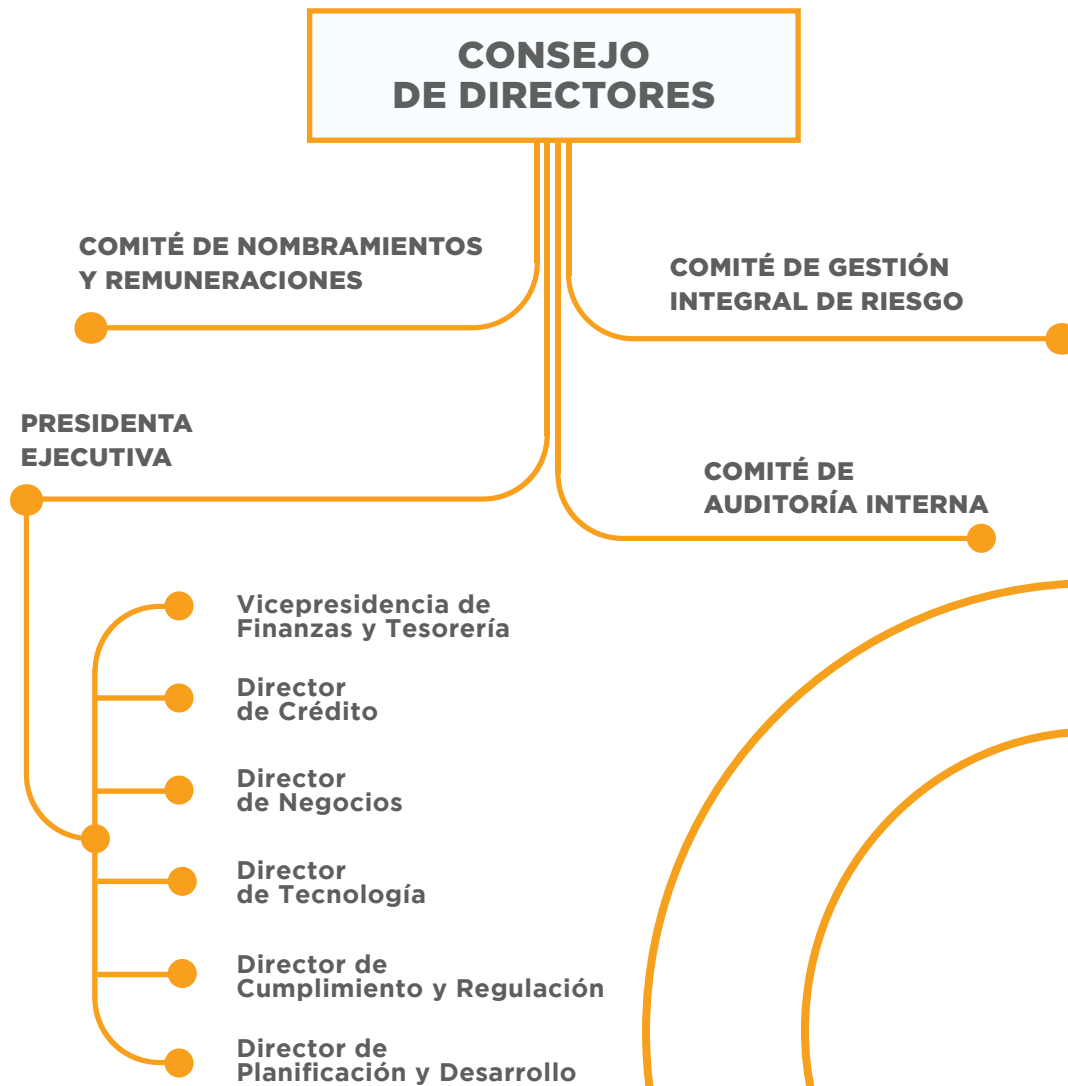 CONSEJO
DE DIRECTORES
COMITÉ DE NOMBRAMIENTOS
Y REMUNERACIONES
COMITÉ DE GESTIÓN
INTEGRAL DE RIESGO
PRESIDENTA
EJECUTIVA
COMITÉ DE
AUDITORÍA INTERNA
Vicepresidencia de
Finanzas y Tesorería
Director
de Crédito
Director
de Negocios
Director
de Tecnología
Director de
Cumplimiento y Regulación
Director de
Planificación y Desarrollo